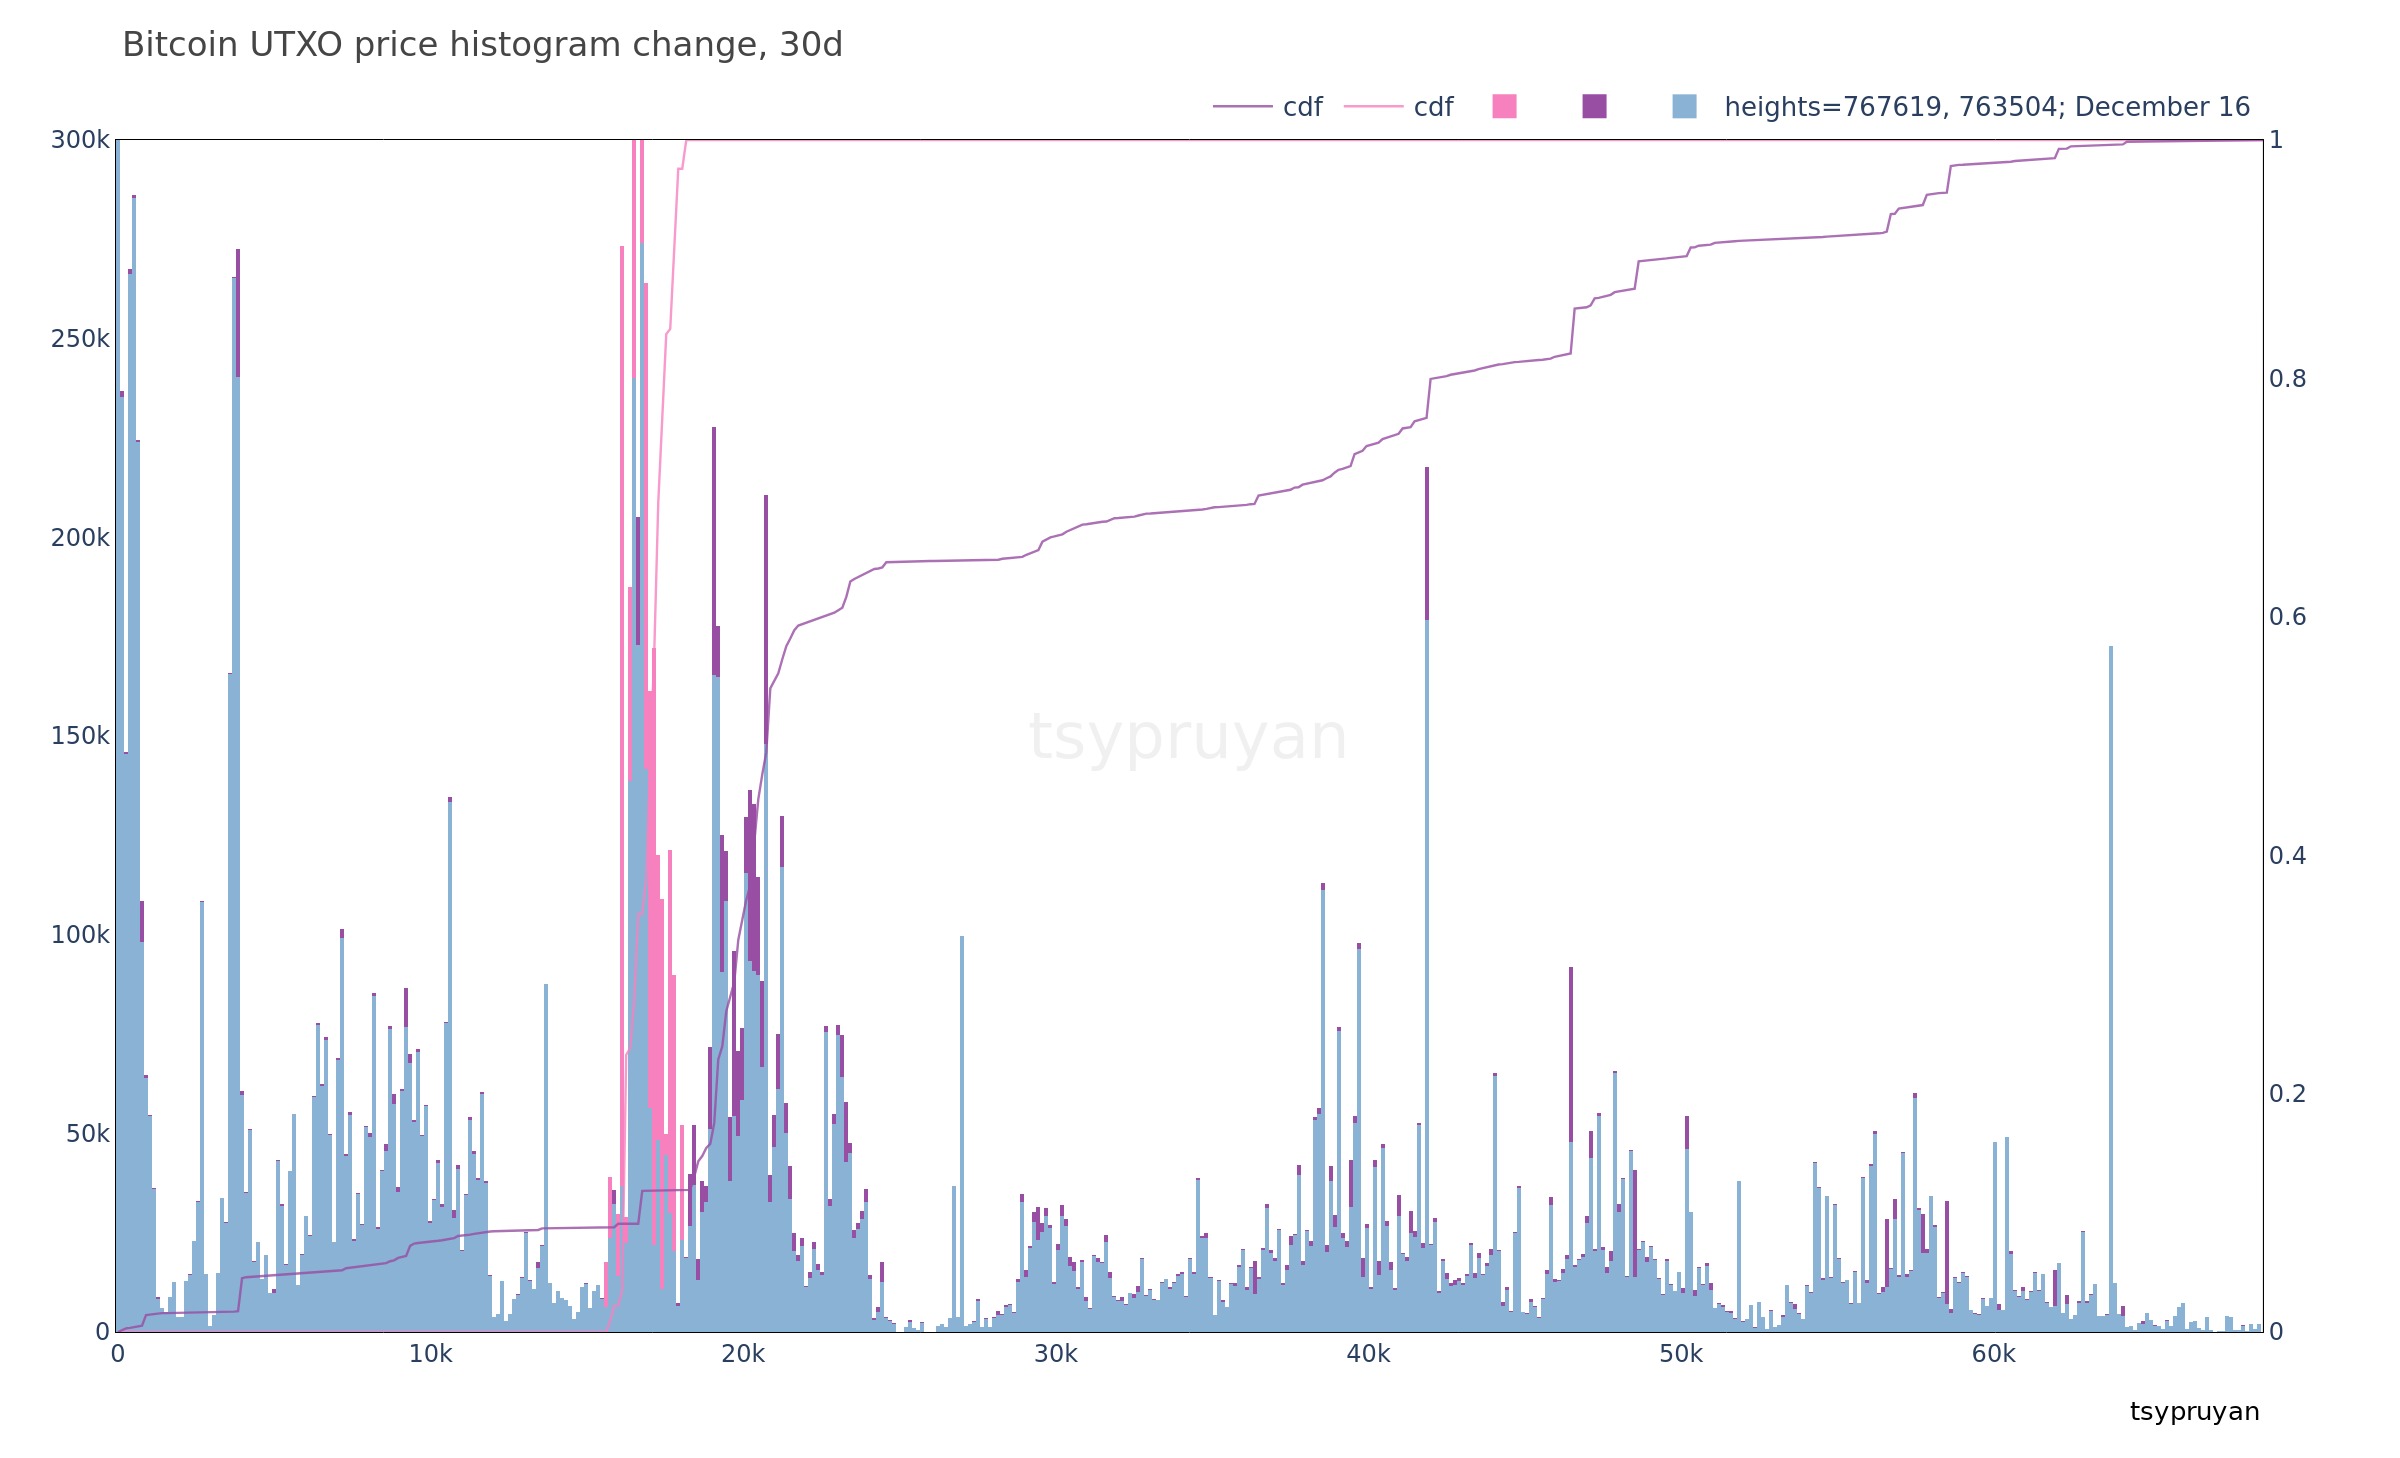 Bitcoin UTXO price histogram change, 30d
cdf cdf heights=767619, 763504; December 16
300k
250k
200k
150k
100k
50k
0
1
0.8
0.6
0.4
0.2
0
tsypruyan
0 10k 20k 30k 40k 50k 60k
tsypruyan